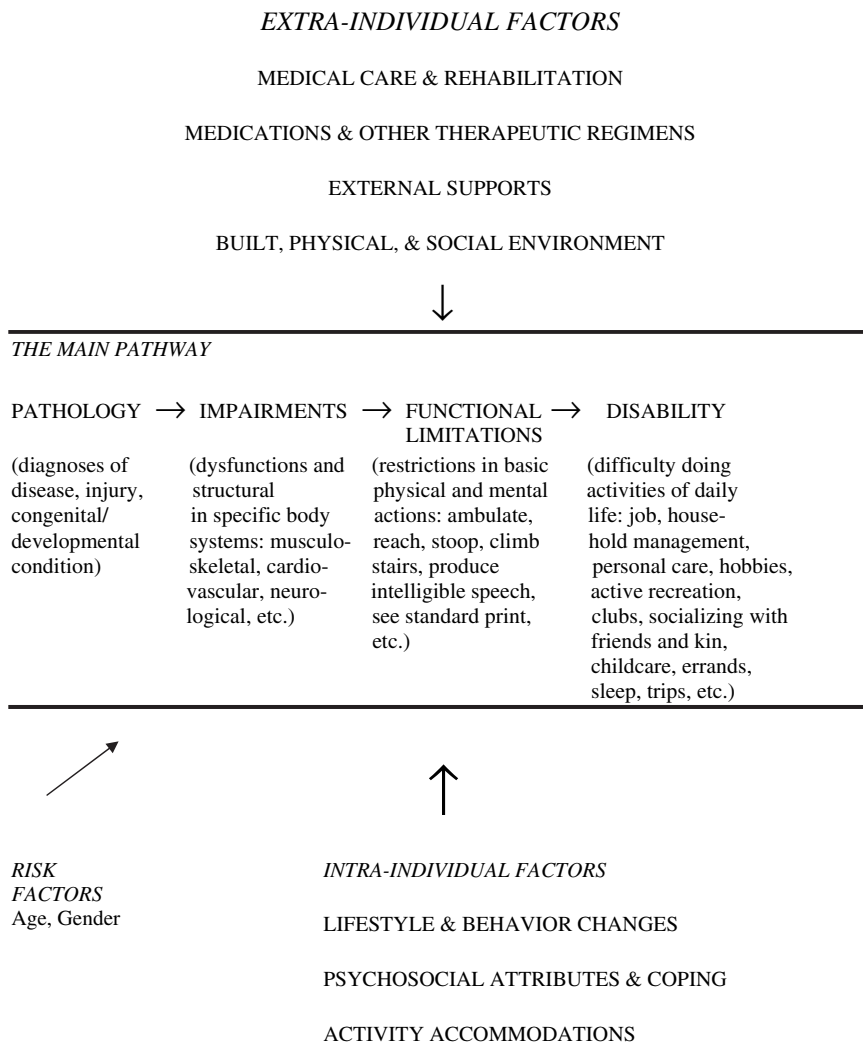 EXTRA-INDIVIDUAL FACTORS
MEDICAL CARE & REHABILITATION
MEDICATIONS & OTHER THERAPEUTIC REGIMENS
EXTERNAL SUPPORTS
BUILT, PHYSICAL, & SOCIAL ENVIRONMENT
↓
THE MAIN PATHWAY
PATHOLOGY → IMPAIRMENTS → FUNCTIONAL LIMITATIONS → DISABILITY
(diagnoses of
disease, injury,
congenital/
developmental
condition)
(dysfunctions and
structural
in specific body
systems: musculo-
skeletal, cardio-
vascular, neuro-
logical, etc.)
(restrictions in basic
physical and mental
actions: ambulate,
reach, stoop, climb
stairs, produce
intelligible speech,
see standard print,
etc.)
(difficulty doing
activities of daily
life: job, house-
hold management,
personal care, hobbies,
active recreation,
clubs, socializing with
friends and kin,
childcare, errands,
sleep, trips, etc.)
RISK
FACTORS
Age, Gender
INTRA-INDIVIDUAL FACTORS
LIFESTYLE & BEHAVIOR CHANGES
PSYCHOSOCIAL ATTRIBUTES & COPING
ACTIVITY ACCOMMODATIONS